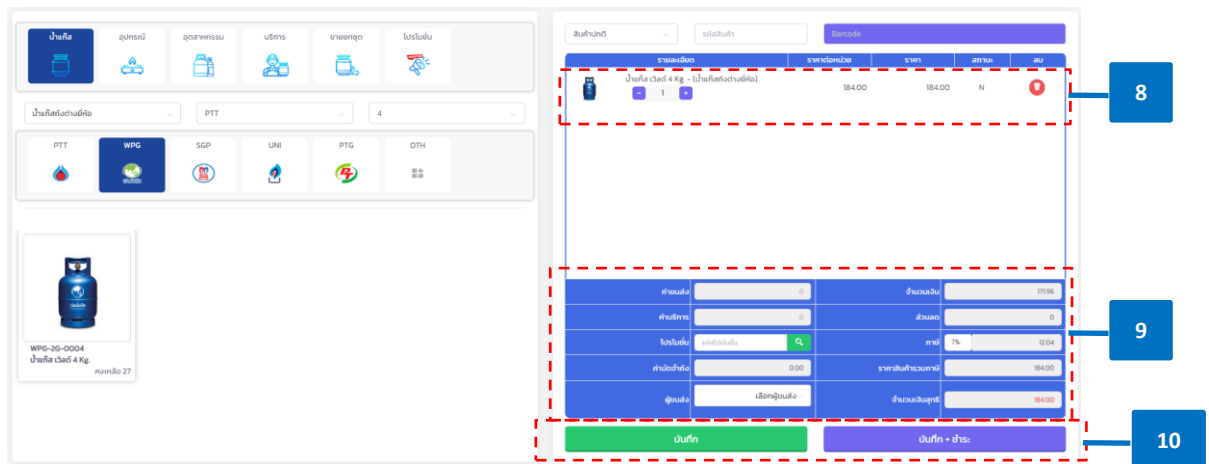 น้ำแก๊ส อุปกรณ์ อุตสาหกรรม บริการ ขายยกชุด โปรโมชั่น
น้ำแก๊สถังต่างยี่ห้อ PTT 4
PTT WPG SGP UNI PTG OTH
WPG-2G-0004
น้ำแก๊ส เวิลด์ 4 Kg.
คงเหลือ 27
สินค้าปกติ รหัสสินค้า Barcode
รายละเอียด ราคาต่อหน่วย ราคา สถานะ ลบ
น้ำแก๊ส เวิลด์ 4 Kg. - (น้ำแก๊สถังต่างยี่ห้อ)
- 1 + 184.00 184.00 N
8
ค่าขนส่ง 0 จำนวนเงิน 171.96
ค่าบริการ 0 ส่วนลด 0
โปรโมชั่น รหัสโปรโมชั่น ภาษี 7% 12.04
9
ค่ามัดจำถัง 0.00 ราคาสินค้ารวมภาษี 184.00
ผู้ขนส่ง เลือกผู้ขนส่ง จำนวนเงินสุทธิ 184.00
บันทึก บันทึก + ชำระ
10